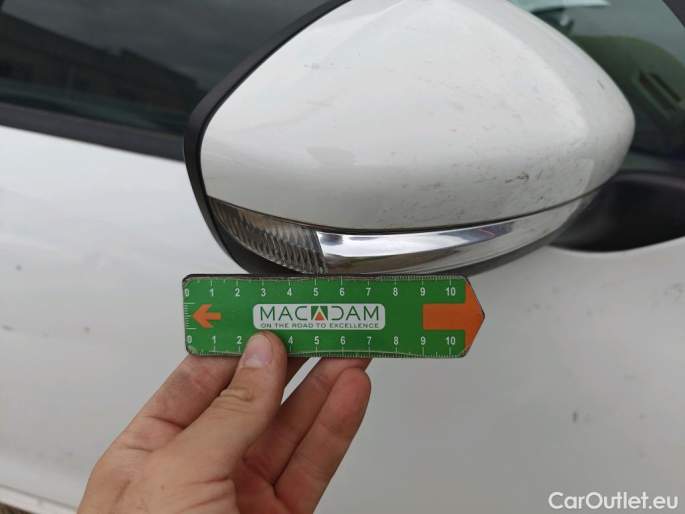 0 1 2 3 4 5 6 7 8 9 10
MACADAM
ON THE ROAD TO EXCELLENCE
0 1 2 3 4 5 6 7 8 9 10
CarOutlet.eu